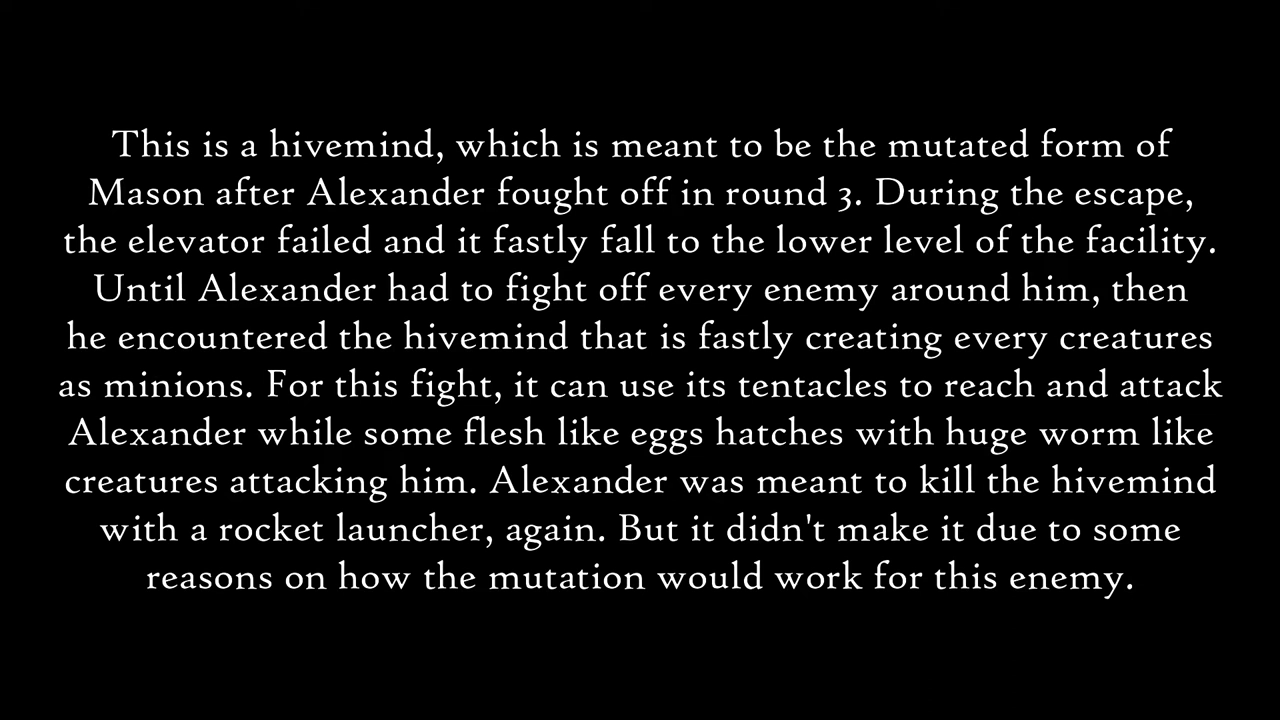 This is a hivemind, which is meant to be the mutated form of
Mason after Alexander fought off in round 3. During the escape,
the elevator failed and it fastly fall to the lower level of the facility.
Until Alexander had to fight off every enemy around him, then
he encountered the hivemind that is fastly creating every creatures
as minions. For this fight, it can use its tentacles to reach and attack
Alexander while some flesh like eggs hatches with huge worm like
creatures attacking him. Alexander was meant to kill the hivemind
with a rocket launcher, again. But it didn't make it due to some
reasons on how the mutation would work for this enemy.